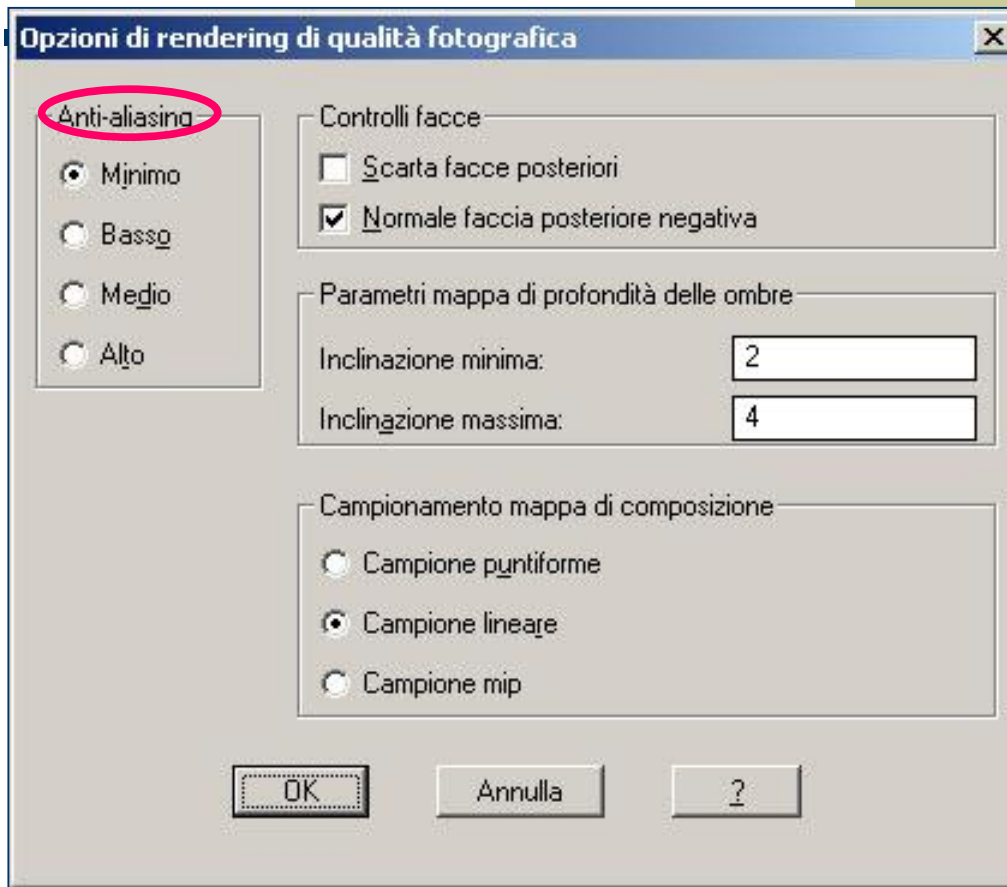 Opzioni di rendering di qualità fotografica
Anti-aliasing
Minimo
Basso
Medio
Alto
Controlli facce
Scarta facce posteriori
Normale faccia posteriore negativa
Parametri mappa di profondità delle ombre
Inclinazione minima: 2
Inclinazione massima: 4
Campionamento mappa di composizione
Campione puntiforme
Campione lineare
Campione mip
OK Annulla ?